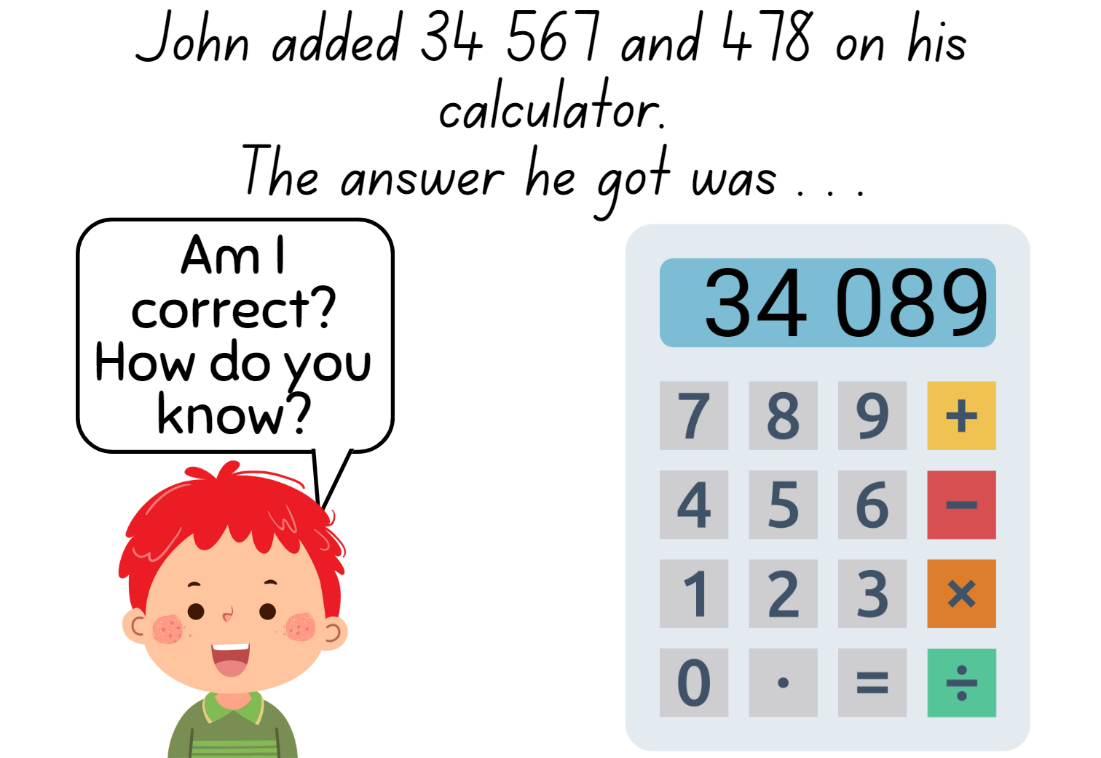 John added 34 567 and 478 on his
calculator.
The answer he got was . . .
Am I
correct?
How do you
know?
34 089
7 8 9 +
4 5 6 −
1 2 3 ×
0 · = ÷